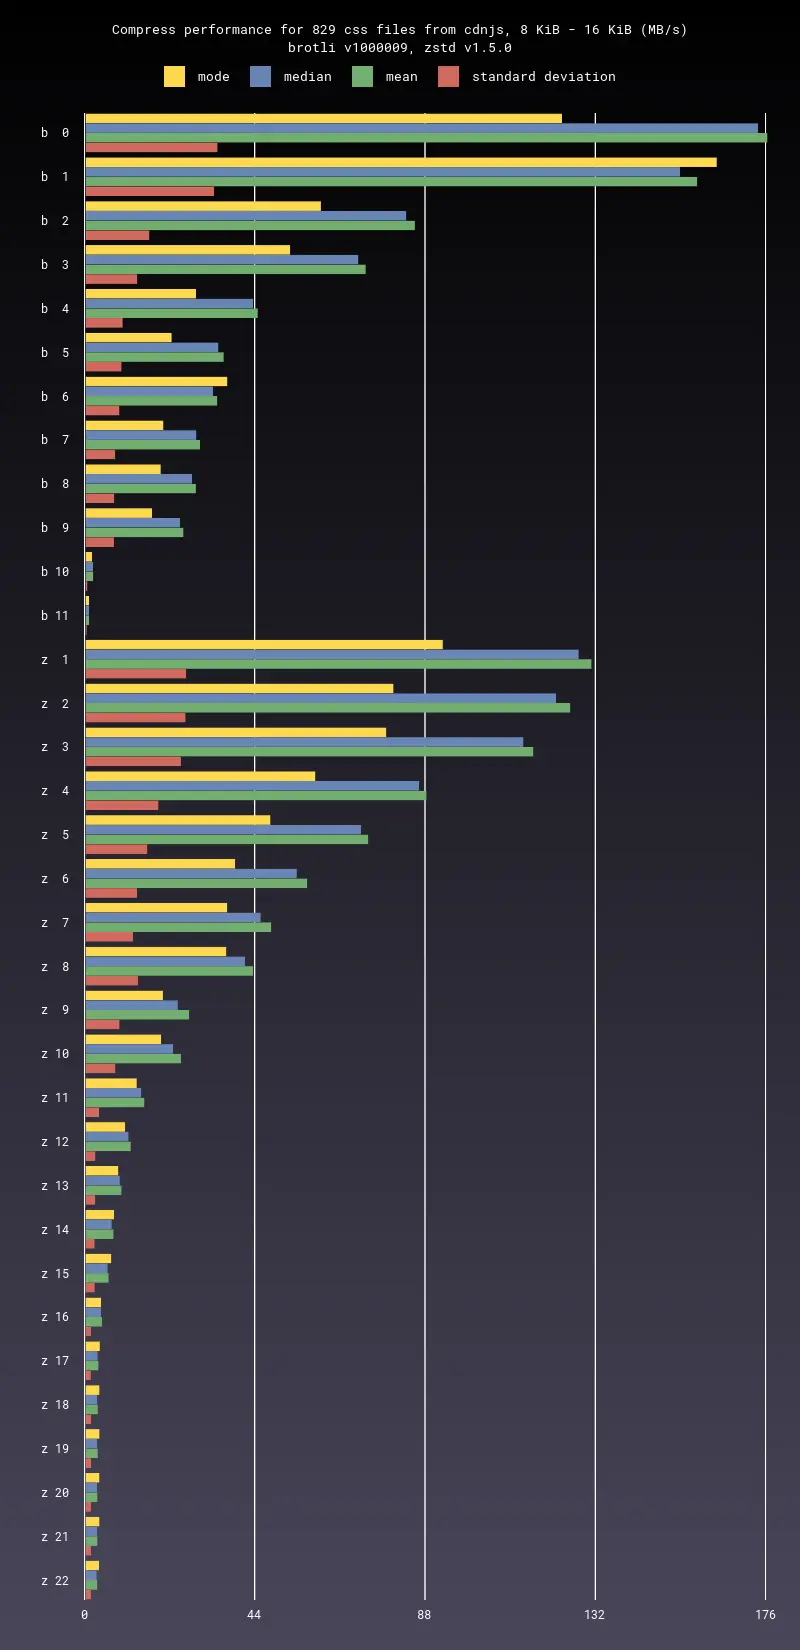 Compress performance for 829 css files from cdnjs, 8 KiB - 16 KiB (MB/s)
brotli v1000009, zstd v1.5.0
mode median mean standard deviation
b 0
b 1
b 2
b 3
b 4
b 5
b 6
b 7
b 8
b 9
b 10
b 11
z 1
z 2
z 3
z 4
z 5
z 6
z 7
z 8
z 9
z 10
z 11
z 12
z 13
z 14
z 15
z 16
z 17
z 18
z 19
z 20
z 21
z 22
0 44 88 132 176